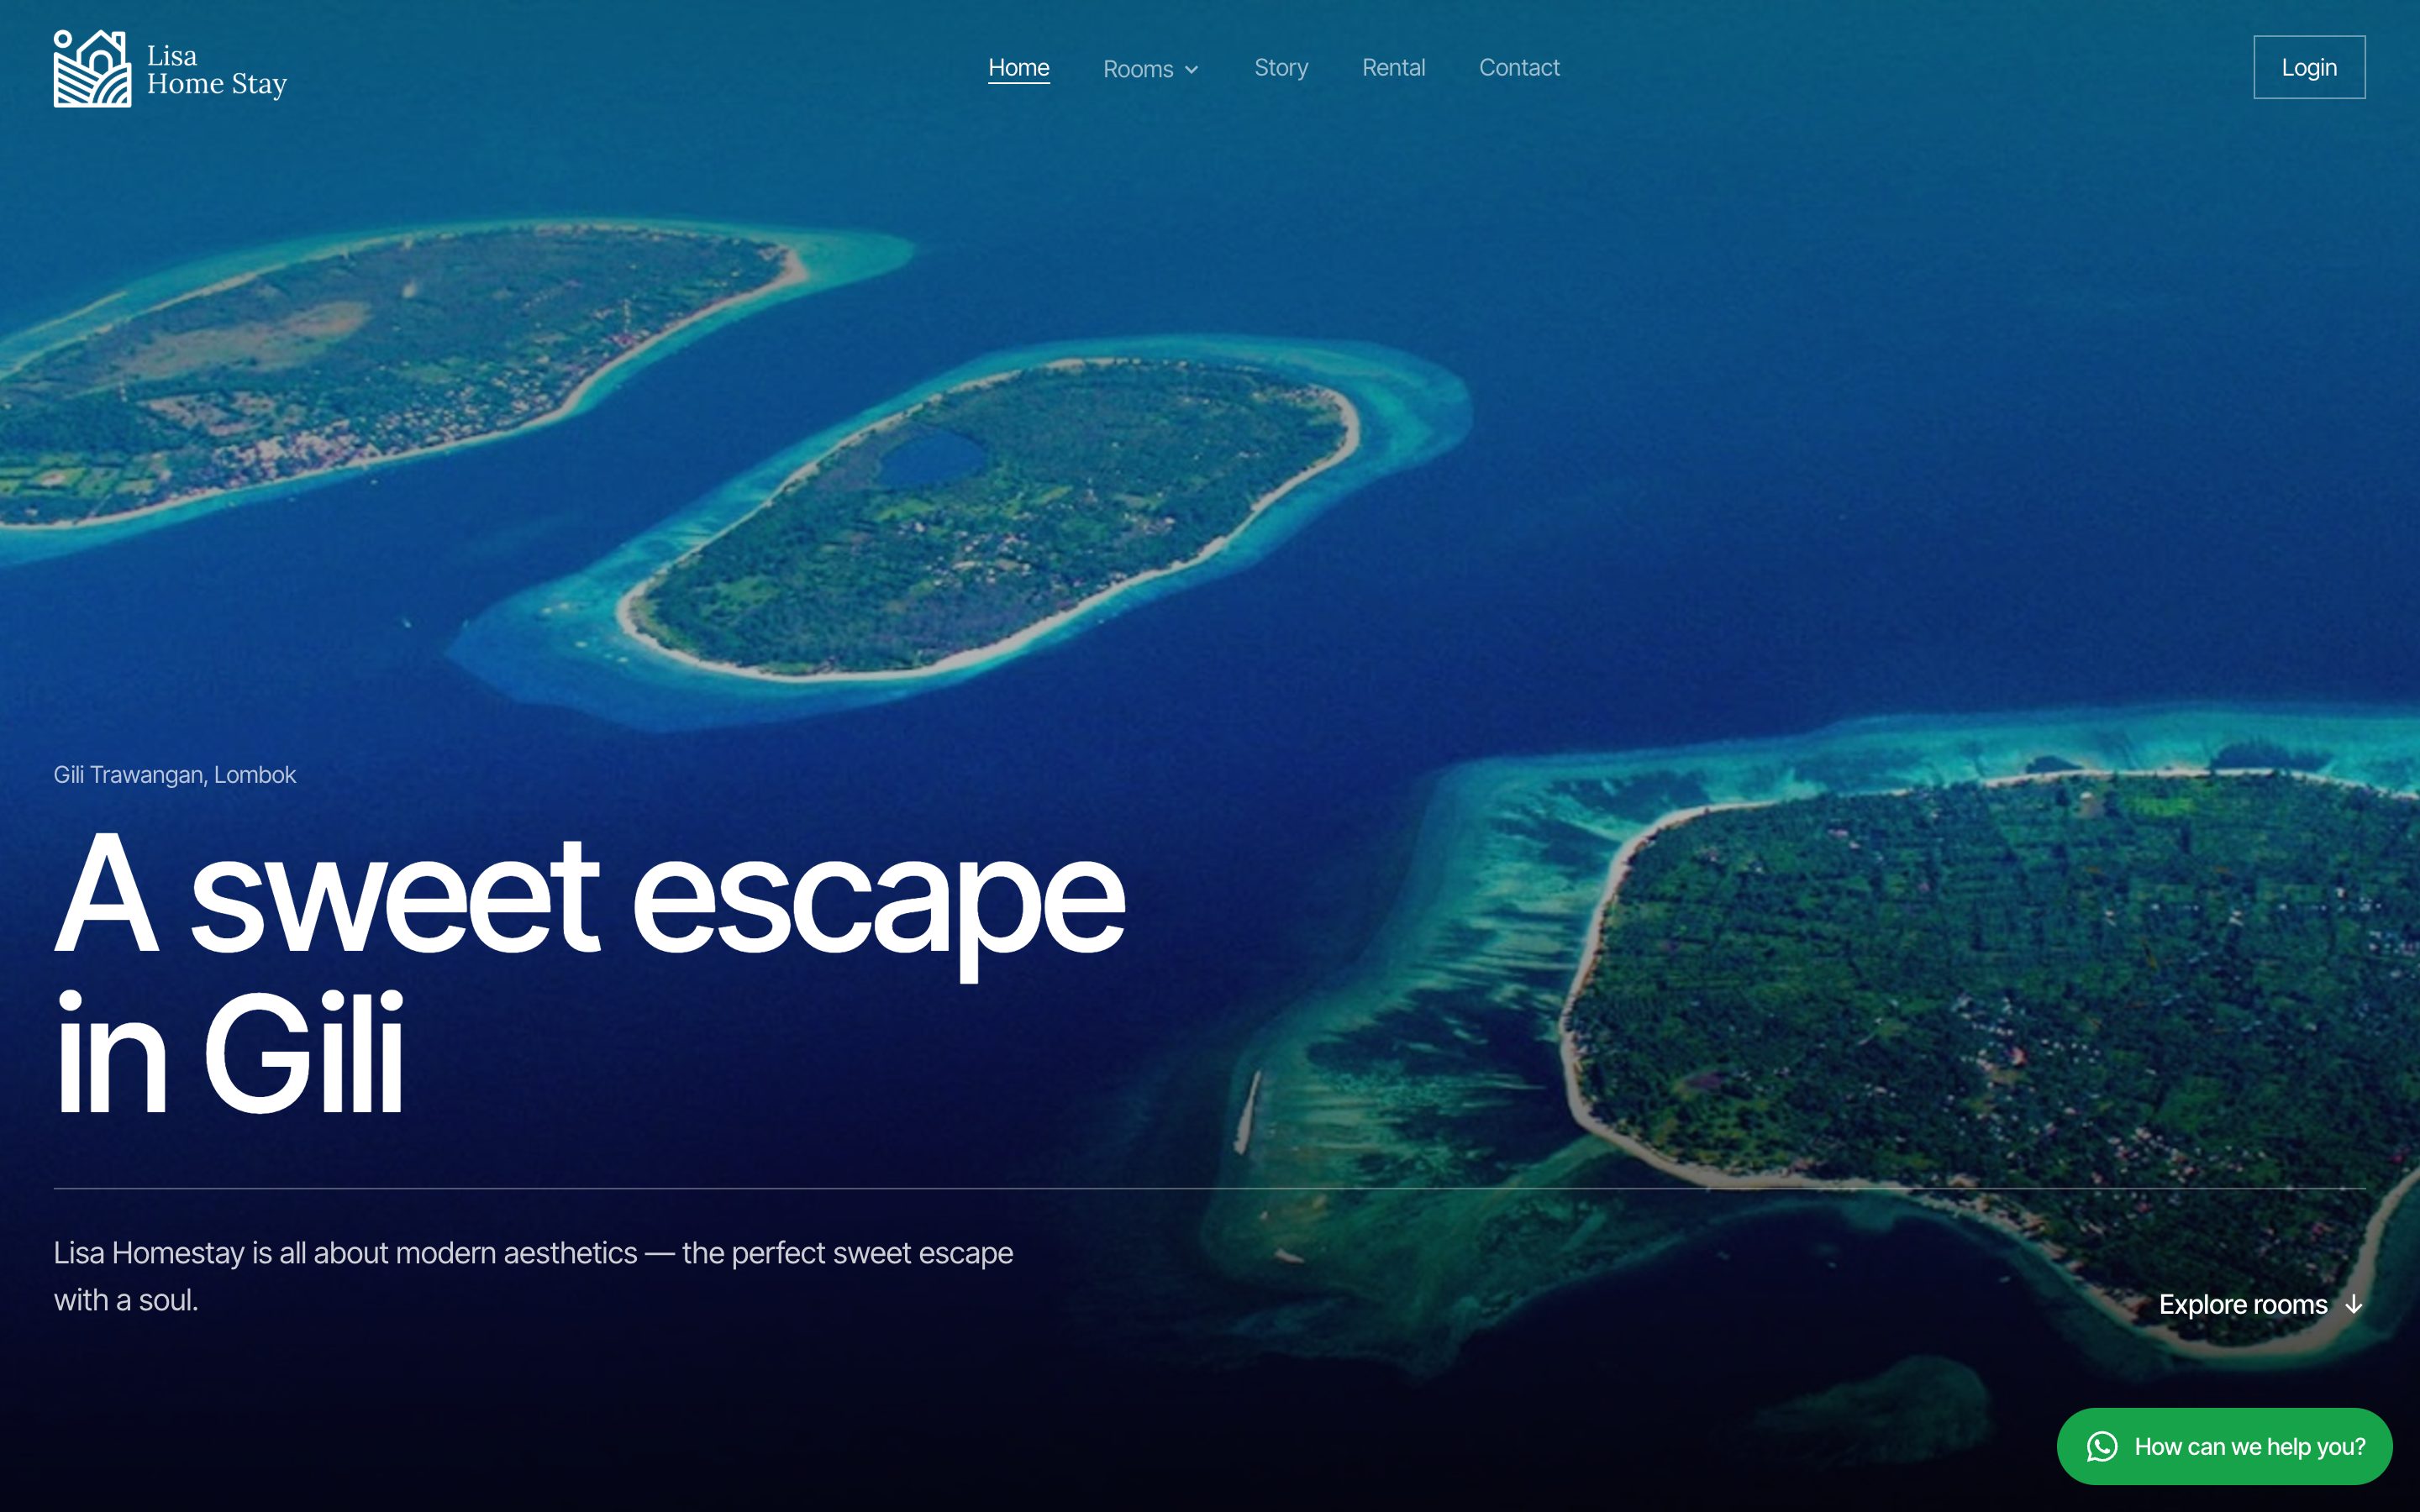 Lisa
Home Stay
Home
Rooms
Story
Rental
Contact
Login
Gili Trawangan, Lombok
A sweet escape
in Gili
Lisa Homestay is all about modern aesthetics — the perfect sweet escape
with a soul.
Explore rooms
How can we help you?